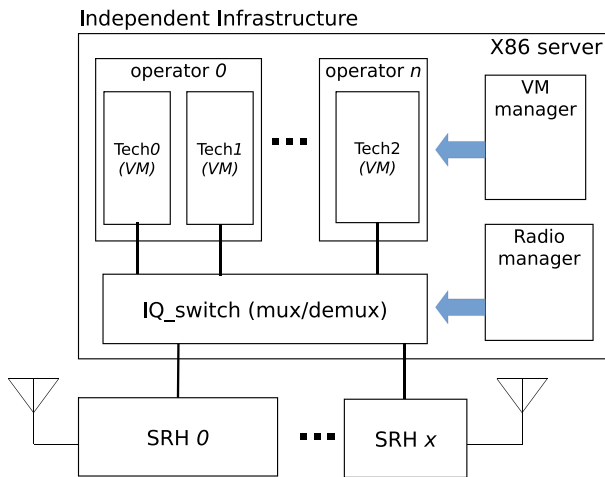 Independent Infrastructure
X86 server
operator 0
operator n
VM
manager
Tech0
(VM)
Tech1
(VM)
Tech2
(VM)
Radio
manager
IQ_switch (mux/demux)
SRH 0
SRH x